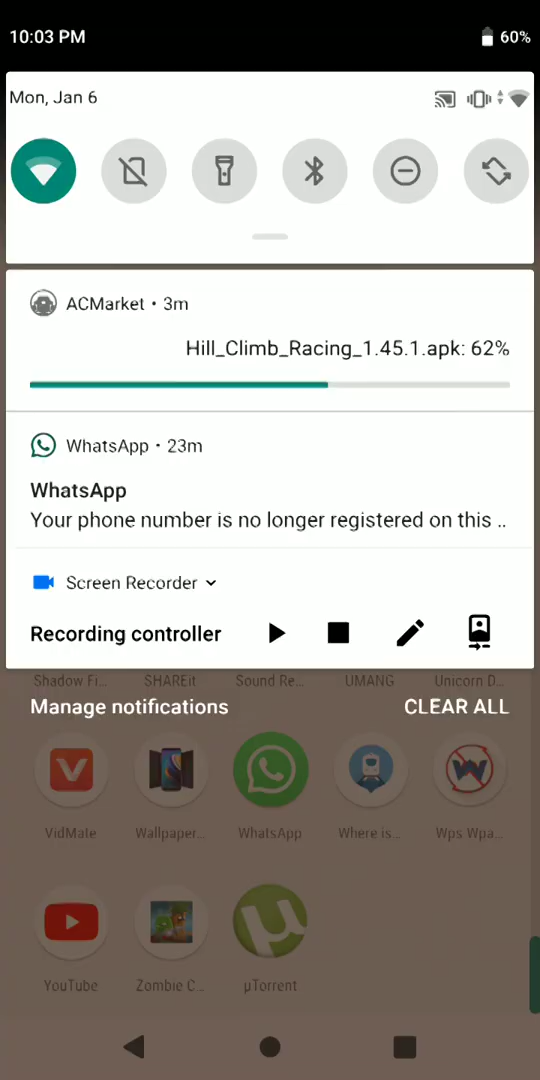 10:03 PM
60%
Mon, Jan 6
ACMarket • 3m
Hill_Climb_Racing_1.45.1.apk: 62%
WhatsApp • 23m
WhatsApp
Your phone number is no longer registered on this ..
Screen Recorder
Recording controller
Shadow Fi... SHAREit Sound Re... UMANG Unicorn D...
Manage notifications CLEAR ALL
VidMate Wallpaper... WhatsApp Where is... Wps Wpa...
YouTube Zombie C... µTorrent